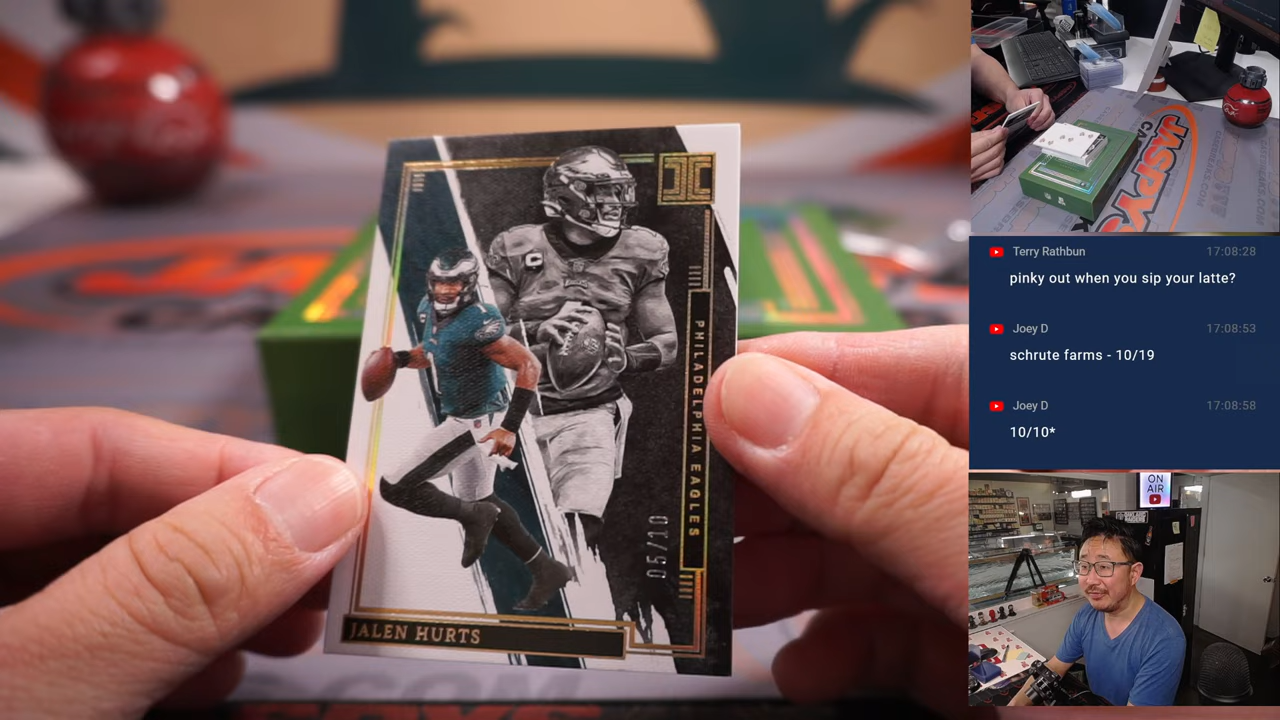 PHILADELPHIA EAGLES
05/10
JALEN HURTS
JASPYS
Terry Rathbun
17:08:28
pinky out when you sip your latte?
Joey D
17:08:53
schrute farms - 10/19
Joey D
17:08:58
10/10*
ON
AIR